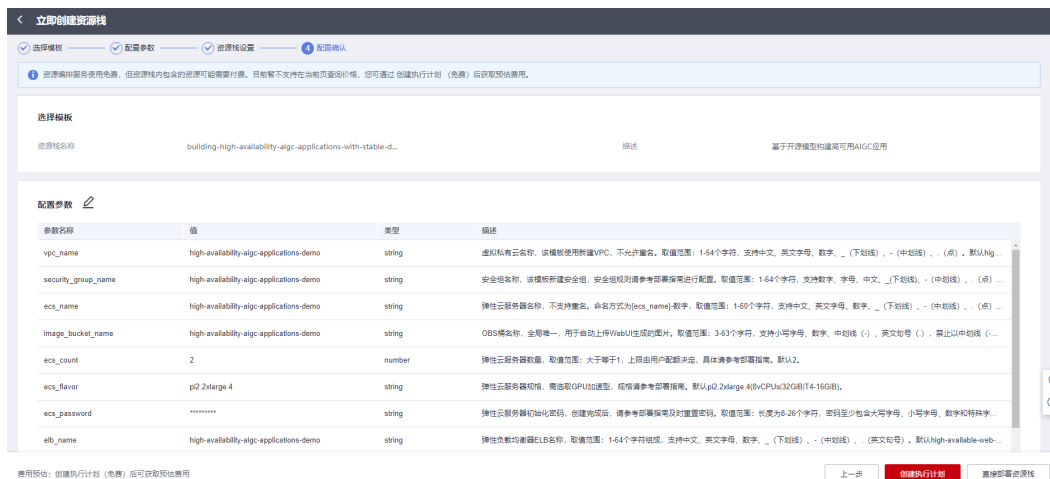 立即创建资源栈
选择模板 配置参数 资源栈设置 4 配置确认
资源编排服务使用免费，但资源栈内包含的资源可能需要付费。目前暂不支持在当前页查询价格，您可通过 创建执行计划 （免费）后获取预估费用。
选择模板
资源栈名称 building-high-availability-aigc-applications-with-stable-d... 描述 基于开源模型构建高可用AIGC应用
配置参数
参数名称 值 类型 描述
vpc_name high-availability-aigc-applications-demo string 虚拟私有云名称，该模板使用新建VPC，不允许重名。取值范围：1-54个字符，支持中文、英文字母、数字、_（下划线）、-（中划线）、.（点）。默认hig...
security_group_name high-availability-aigc-applications-demo string 安全组名称，该模板新建安全组，安全组规则请参考部署指南进行配置。取值范围：1-64个字符，支持数字、字母、中文、_(下划线)、-（中划线）、.（点）...
ecs_name high-availability-aigc-applications-demo string 弹性云服务器名称，不支持重名。命名方式为{ecs_name}-数字，取值范围：1-60个字符，支持中文、英文字母、数字、_（下划线）、-（中划线）、.（点）...
image_bucket_name high-availability-aigc-applications-demo string OBS桶名称，全局唯一，用于自动上传WebUI生成的图片。取值范围：3-63个字符，支持小写字母、数字、中划线（-）、英文句号（.），禁止以中划线（-...
ecs_count 2 number 弹性云服务器数量，取值范围：大于等于1，上限由用户配额决定，具体请参考部署指南。默认2。
ecs_flavor pi2.2xlarge.4 string 弹性云服务器规格，需选取GPU加速型，规格请参考部署指南。默认pi2.2xlarge.4(8vCPUs|32GiB|T4-16GiB)。
ecs_password ********* string 弹性云服务器初始化密码，创建完成后，请参考部署指南及时重置密码。取值范围：长度为8-26个字符，密码至少包含大写字母、小写字母、数字和特殊字...
elb_name high-availability-aigc-applications-demo string 弹性负载均衡器ELB名称，取值范围：1-64个字符组成，支持中文、英文字母、数字、_（下划线）、-（中划线）、.（英文句号）。默认high-available-web-...
费用预估：创建执行计划（免费）后可获取预估费用 上一步 创建执行计划 直接部署资源栈